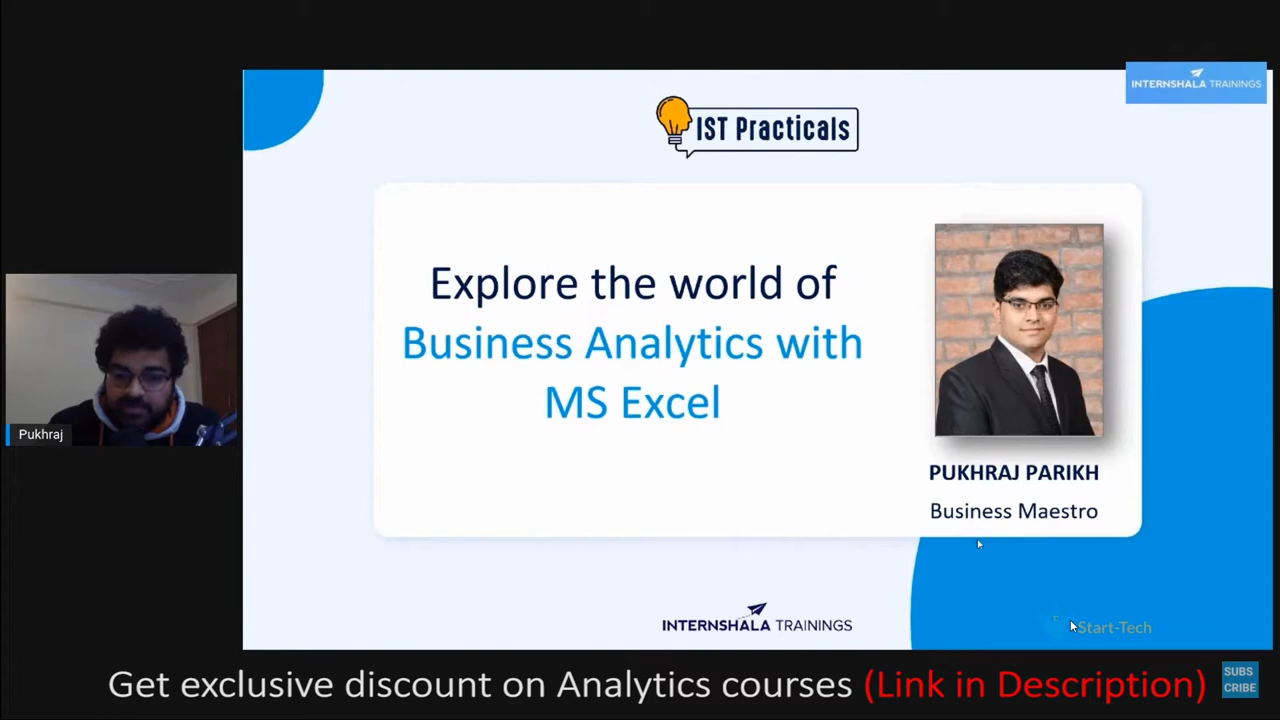 INTERNSHALA TRAININGS
IST Practicals
Explore the world of
Business Analytics with
MS Excel
PUKHRAJ PARIKH
Business Maestro
Pukhraj
INTERNSHALA TRAININGS
Start-Tech
Get exclusive discount on Analytics courses (Link in Description)
SUBS
CRIBE